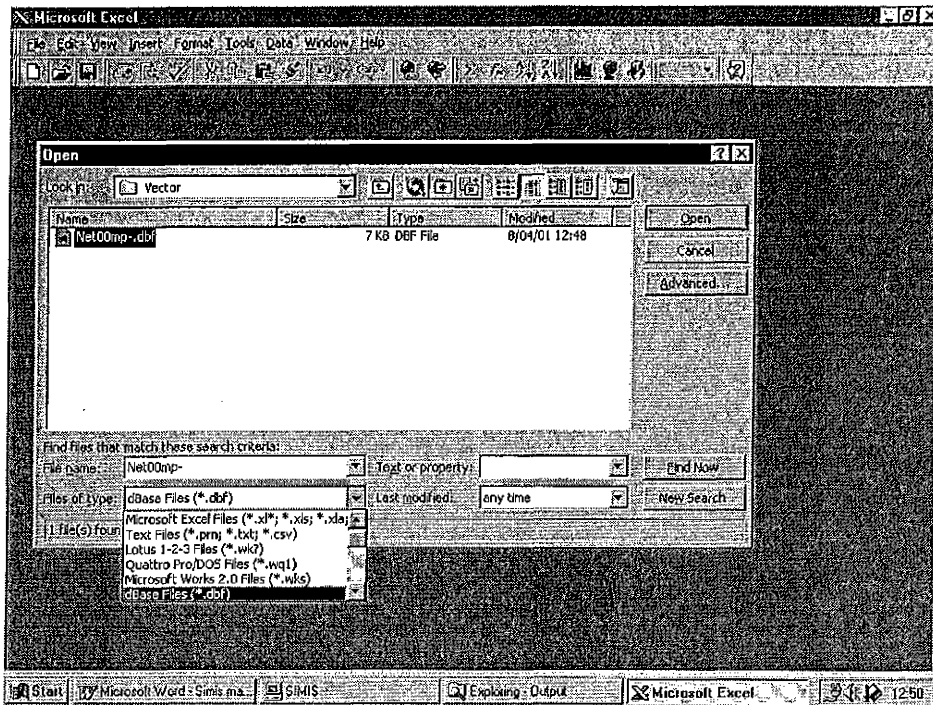 Microsoft Excel
File Edit View Insert Format Tools Data Window Help
Open
Look in: Vector
Name Size Type Modified
Net00mp-.dbf 7 KB DBF File 8/04/01 12:48
Open
Cancel
Advanced...
Find files that match these search criteria:
File name: Net00mp- Text or property: Find Now
Files of type: dBase Files (*.dbf) Last modified: any time New Search
1 file(s) foun
Microsoft Excel Files (*.xl*; *.xls; *.xla;
Text Files (*.prn; *.txt; *.csv)
Lotus 1-2-3 Files (*.wk?)
Quattro Pro/DOS Files (*.wq1)
Microsoft Works 2.0 Files (*.wks)
dBase Files (*.dbf)
Start Microsoft Word - Simis ma... SIMIS Exploring - Output Microsoft Excel 12:50